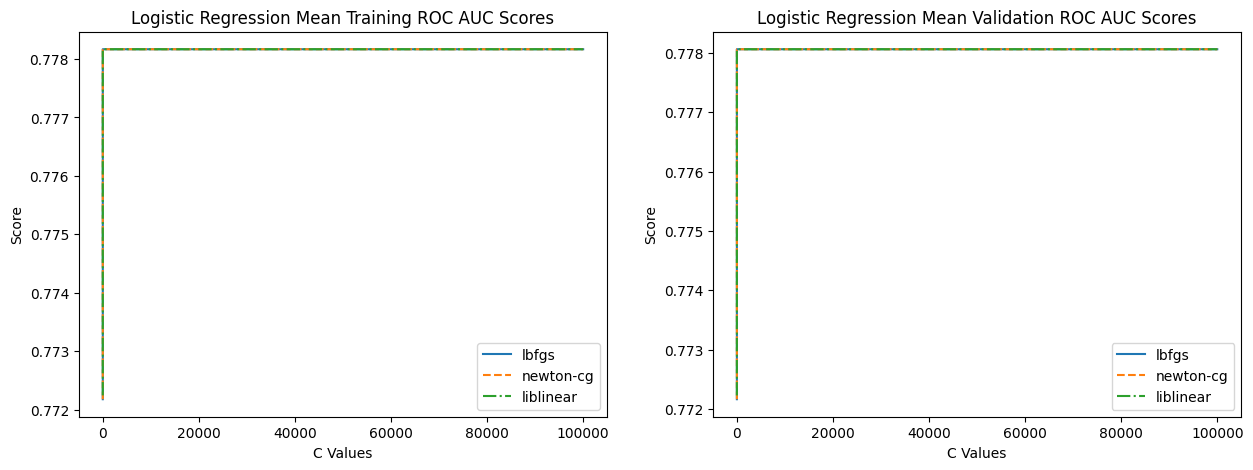 Logistic Regression Mean Training ROC AUC Scores
0.778
0.777
0.776
0.775
0.774
0.773
0.772
Score
0 20000 40000 60000 80000 100000
C Values
lbfgs
newton-cg
liblinear
Logistic Regression Mean Validation ROC AUC Scores
0.778
0.777
0.776
0.775
0.774
0.773
0.772
Score
0 20000 40000 60000 80000 100000
C Values
lbfgs
newton-cg
liblinear